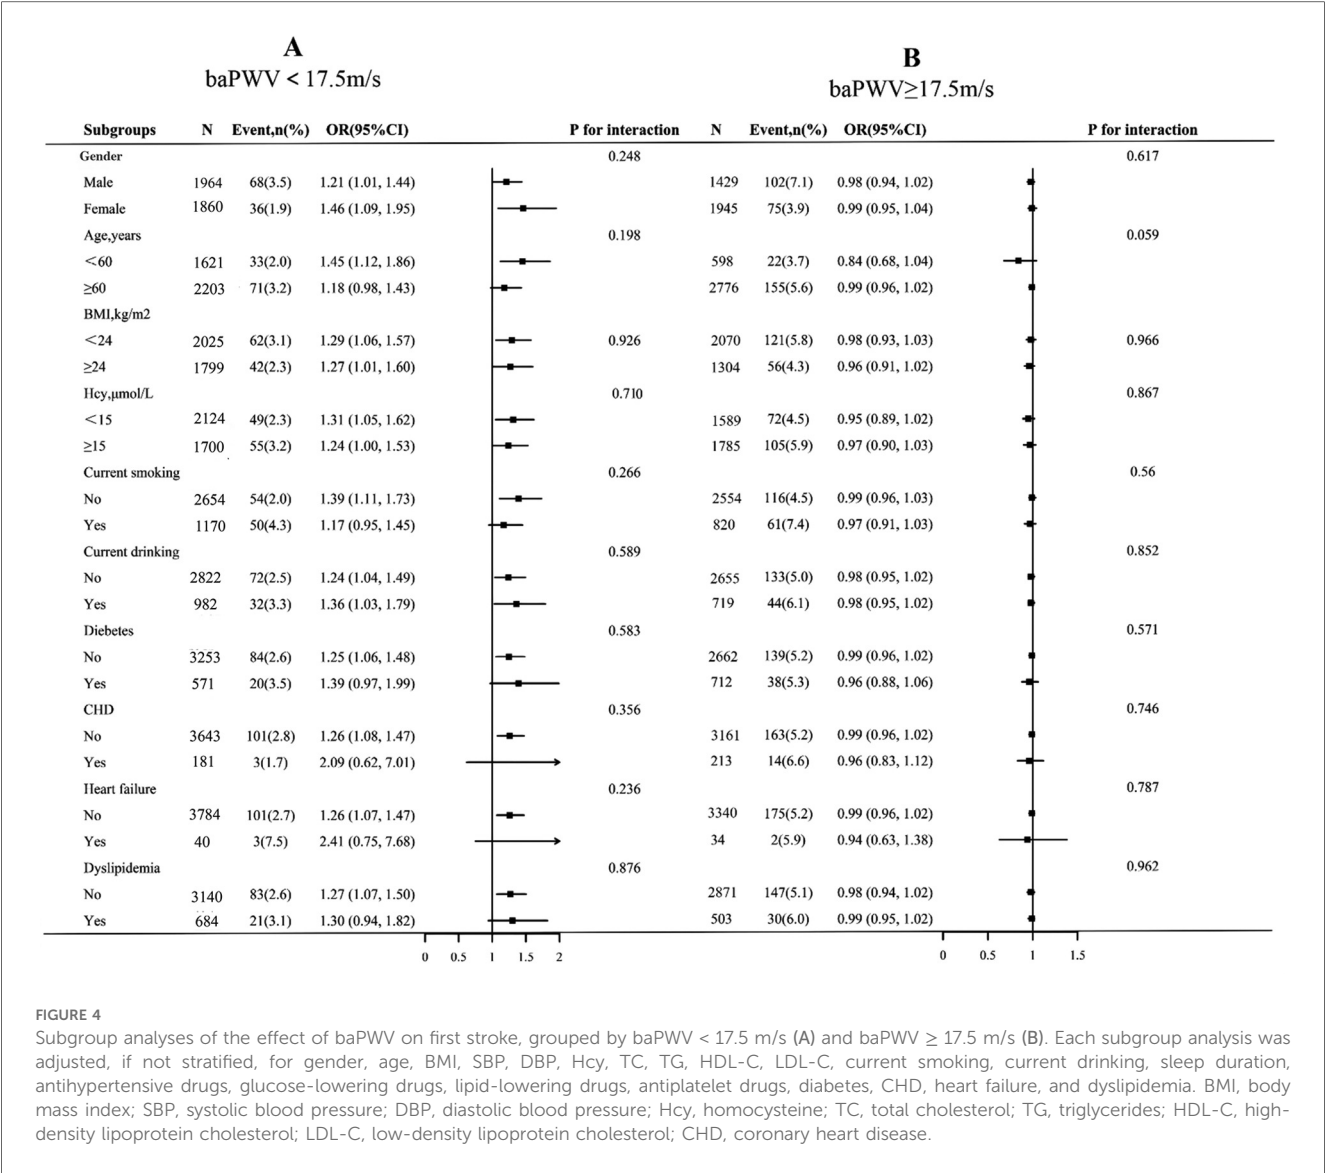 A
baPWV < 17.5m/s
B
baPWV≥17.5m/s
Subgroups N Event,n(%) OR(95%CI) P for interaction N Event,n(%) OR(95%CI) P for interaction
Gender 0.248 0.617
Male 1964 68(3.5) 1.21 (1.01, 1.44) 1429 102(7.1) 0.98 (0.94, 1.02)
Female 1860 36(1.9) 1.46 (1.09, 1.95) 1945 75(3.9) 0.99 (0.95, 1.04)
Age,years 0.198 0.059
<60 1621 33(2.0) 1.45 (1.12, 1.86) 598 22(3.7) 0.84 (0.68, 1.04)
≥60 2203 71(3.2) 1.18 (0.98, 1.43) 2776 155(5.6) 0.99 (0.96, 1.02)
BMI,kg/m2
<24 2025 62(3.1) 1.29 (1.06, 1.57) 0.926 2070 121(5.8) 0.98 (0.93, 1.03) 0.966
≥24 1799 42(2.3) 1.27 (1.01, 1.60) 1304 56(4.3) 0.96 (0.91, 1.02)
Hcy,μmol/L 0.710 0.867
<15 2124 49(2.3) 1.31 (1.05, 1.62) 1589 72(4.5) 0.95 (0.89, 1.02)
≥15 1700 55(3.2) 1.24 (1.00, 1.53) 1785 105(5.9) 0.97 (0.90, 1.03)
Current smoking 0.266 0.56
No 2654 54(2.0) 1.39 (1.11, 1.73) 2554 116(4.5) 0.99 (0.96, 1.03)
Yes 1170 50(4.3) 1.17 (0.95, 1.45) 820 61(7.4) 0.97 (0.91, 1.03)
Current drinking 0.589 0.852
No 2822 72(2.5) 1.24 (1.04, 1.49) 2655 133(5.0) 0.98 (0.95, 1.02)
Yes 982 32(3.3) 1.36 (1.03, 1.79) 719 44(6.1) 0.98 (0.95, 1.02)
Diebetes 0.583 0.571
No 3253 84(2.6) 1.25 (1.06, 1.48) 2662 139(5.2) 0.99 (0.96, 1.02)
Yes 571 20(3.5) 1.39 (0.97, 1.99) 712 38(5.3) 0.96 (0.88, 1.06)
CHD 0.356 0.746
No 3643 101(2.8) 1.26 (1.08, 1.47) 3161 163(5.2) 0.99 (0.96, 1.02)
Yes 181 3(1.7) 2.09 (0.62, 7.01) 213 14(6.6) 0.96 (0.83, 1.12)
Heart failure 0.236 0.787
No 3784 101(2.7) 1.26 (1.07, 1.47) 3340 175(5.2) 0.99 (0.96, 1.02)
Yes 40 3(7.5) 2.41 (0.75, 7.68) 34 2(5.9) 0.94 (0.63, 1.38)
Dyslipidemia 0.876 0.962
No 3140 83(2.6) 1.27 (1.07, 1.50) 2871 147(5.1) 0.98 (0.94, 1.02)
Yes 684 21(3.1) 1.30 (0.94, 1.82) 503 30(6.0) 0.99 (0.95, 1.02)
0 0.5 1 1.5 2 0 0.5 1 1.5
FIGURE 4
Subgroup analyses of the effect of baPWV on first stroke, grouped by baPWV < 17.5 m/s (A) and baPWV ≥ 17.5 m/s (B). Each subgroup analysis was
adjusted, if not stratified, for gender, age, BMI, SBP, DBP, Hcy, TC, TG, HDL-C, LDL-C, current smoking, current drinking, sleep duration,
antihypertensive drugs, glucose-lowering drugs, lipid-lowering drugs, antiplatelet drugs, diabetes, CHD, heart failure, and dyslipidemia. BMI, body
mass index; SBP, systolic blood pressure; DBP, diastolic blood pressure; Hcy, homocysteine; TC, total cholesterol; TG, triglycerides; HDL-C, high-
density lipoprotein cholesterol; LDL-C, low-density lipoprotein cholesterol; CHD, coronary heart disease.